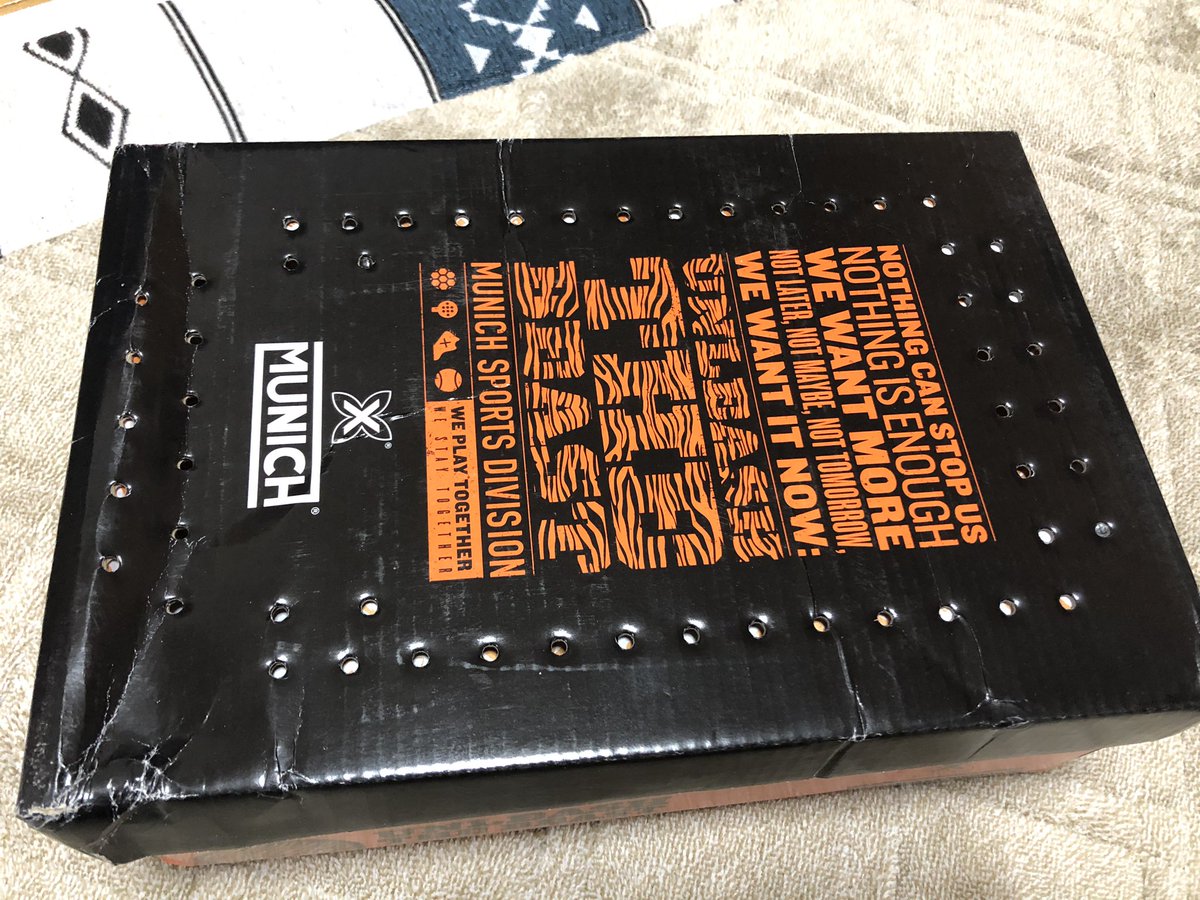 NOTHING CAN STOP US
NOTHING IS ENOUGH
WE WANT MORE
NOT LATER, NOT MAYBE, NOT TOMORROW,
WE WANT IT NOW:
UNLEASH
THE
BEAST
MUNICH SPORTS DIVISION
WE PLAY TOGETHER
WE STAY TOGETHER
®
MUNICH®